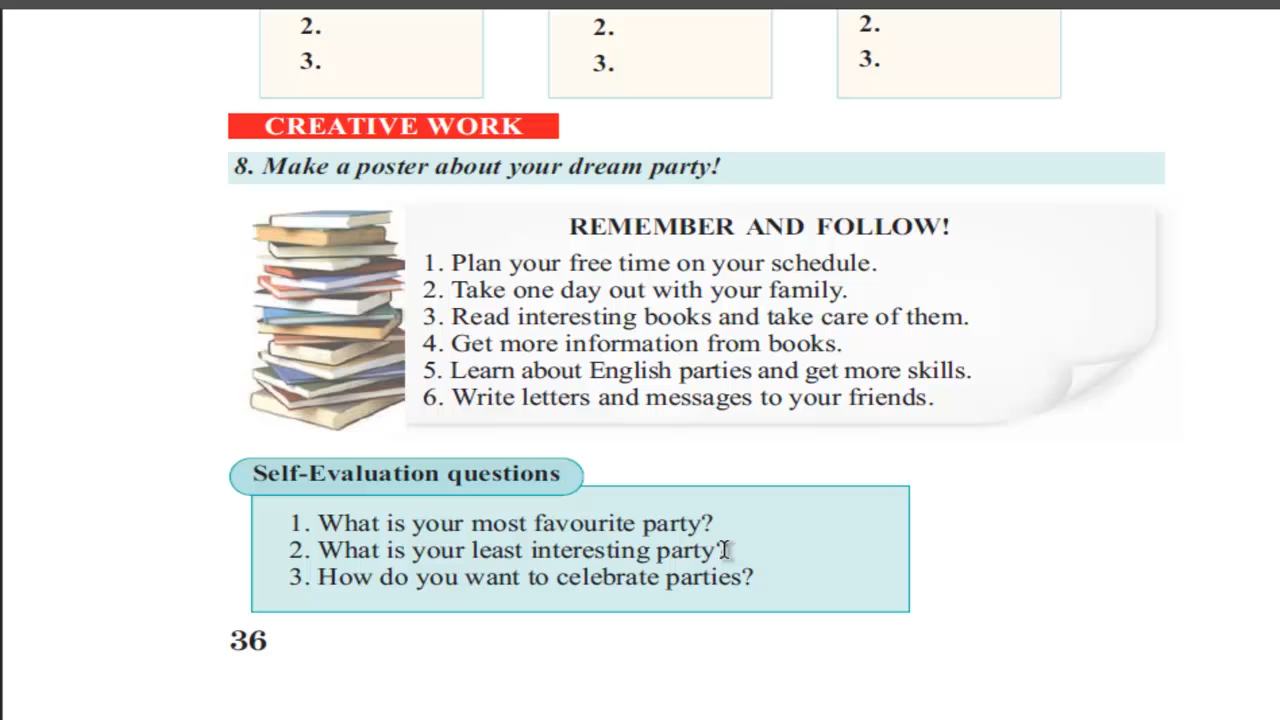 2.
2.
2.
3.
3.
3.
CREATIVE WORK
8. Make a poster about your dream party!
REMEMBER AND FOLLOW!
1. Plan your free time on your schedule.
2. Take one day out with your family.
3. Read interesting books and take care of them.
4. Get more information from books.
5. Learn about English parties and get more skills.
6. Write letters and messages to your friends.
Self-Evaluation questions
1. What is your most favourite party?
2. What is your least interesting party?
3. How do you want to celebrate parties?
36